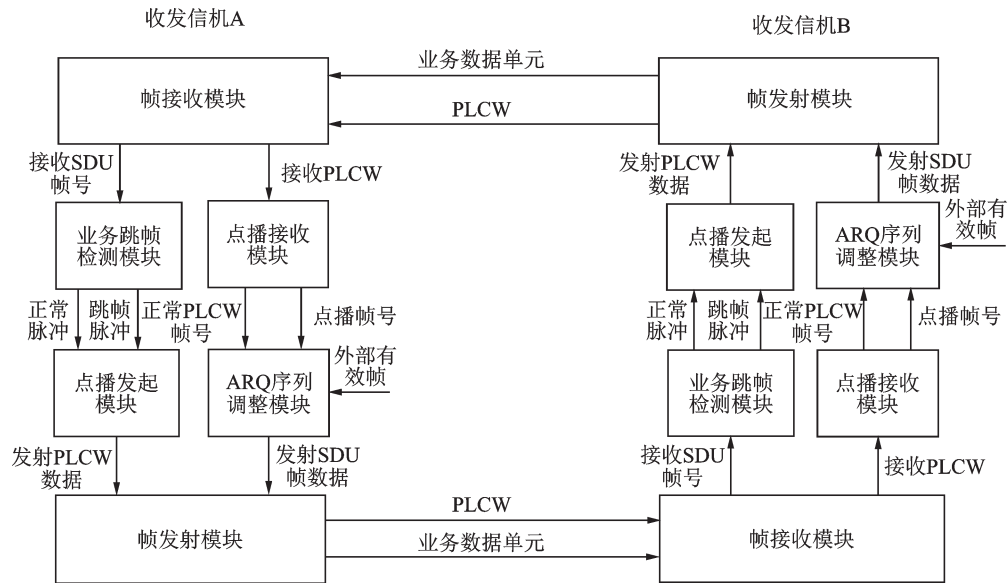 收发信机A
收发信机B
帧接收模块
业务数据单元
PLCW
帧发射模块
接收SDU
帧号
接收PLCW
发射PLCW
数据
发射SDU
帧数据
业务跳帧
检测模块
点播接收
模块
点播发起
模块
ARQ序列
调整模块
外部有
效帧
正常
脉冲
跳帧
脉冲
正常PLCW
帧号
点播帧号
正常
脉冲
跳帧
脉冲
正常PLCW
帧号
点播帧号
点播发起
模块
ARQ序列
调整模块
外部有
效帧
业务跳帧
检测模块
点播接收
模块
发射PLCW
数据
发射SDU
帧数据
接收SDU
帧号
接收PLCW
帧发射模块
PLCW
业务数据单元
帧接收模块